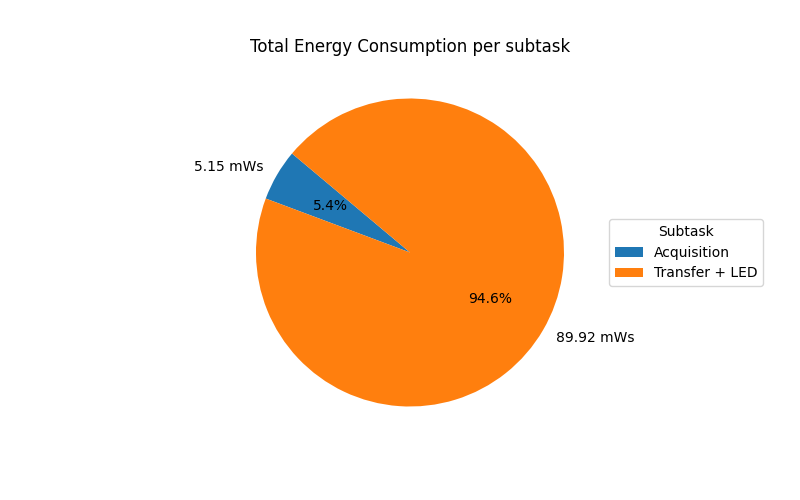 Total Energy Consumption per subtask
5.15 mWs
5.4%
Subtask
Acquisition
Transfer + LED
94.6%
89.92 mWs